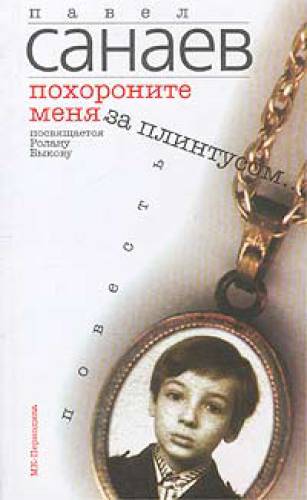 павел
САНАЕВ
похороните
меня за плинтусом...
посвящается
Ролану
Быкову
повесть
МК-Периодика